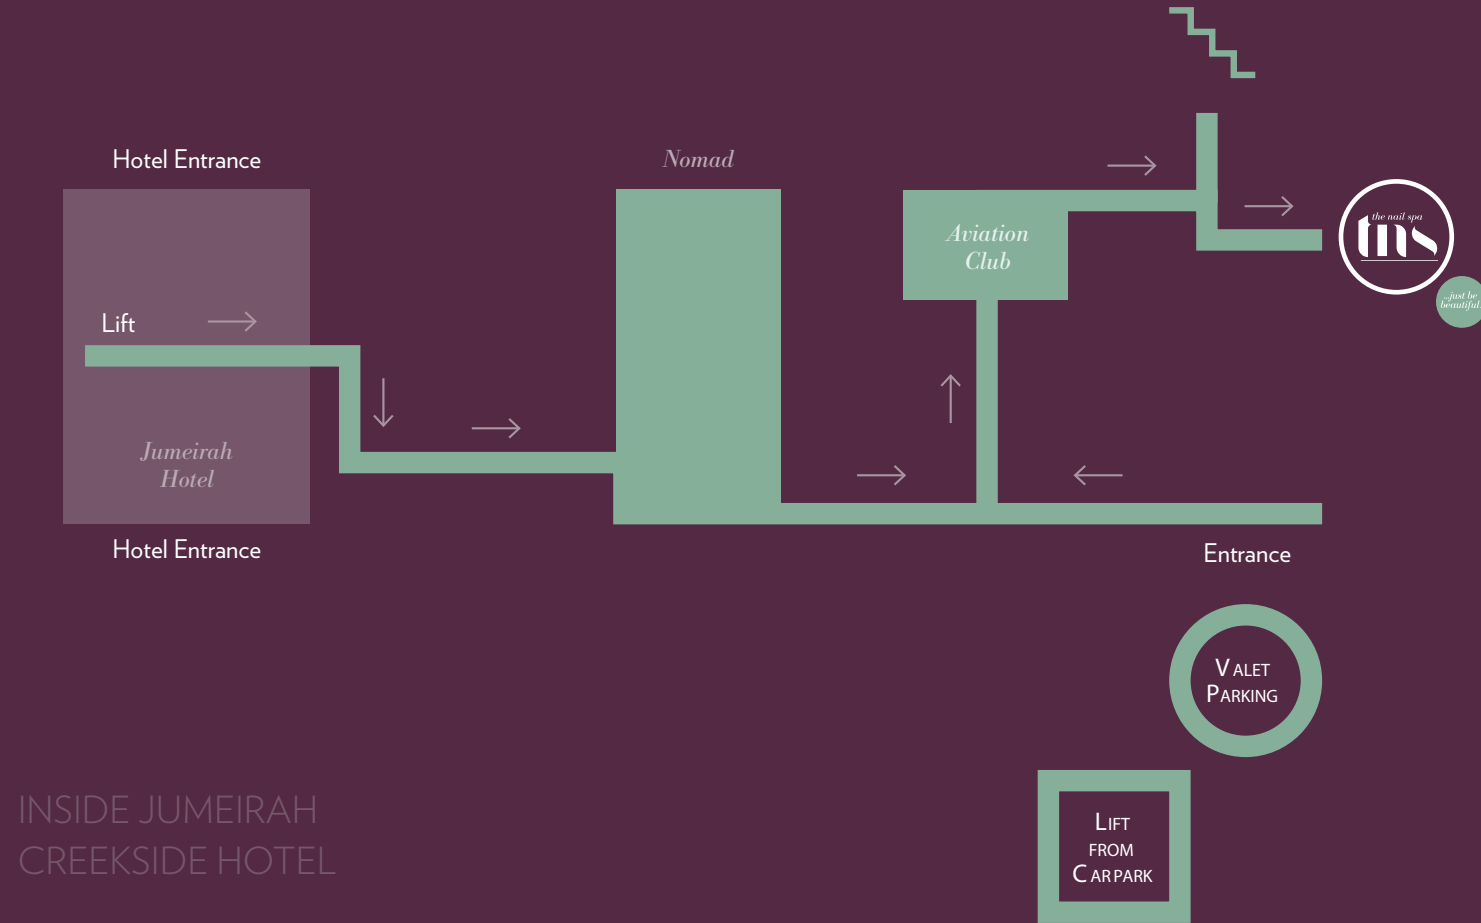 Hotel Entrance
Nomad
the nail spa
tns
Aviation
Club
...just be
beautiful
Lift
Jumeirah
Hotel
Hotel Entrance
Entrance
VALET
PARKING
INSIDE JUMEIRAH
CREEKSIDE HOTEL
LIFT
FROM
CAR PARK